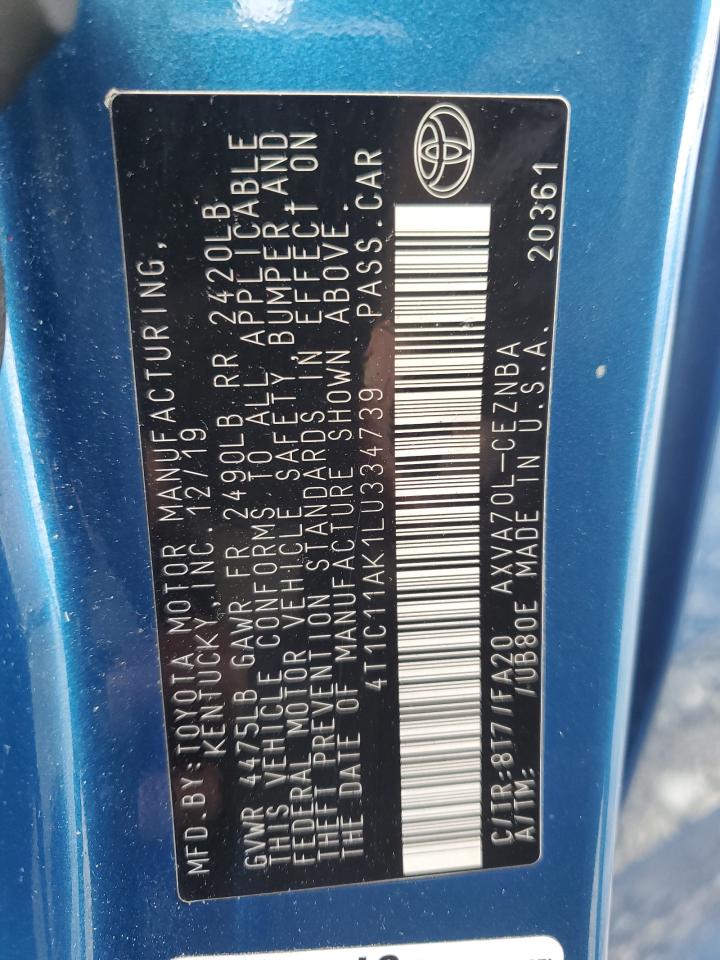 MFD.BY:TOYOTA MOTOR MANUFACTURING,
KENTUCKY, INC. 12/19
GVWR 4475LB GAWR FR 2490LB RR 2420LB
THIS VEHICLE CONFORMS TO ALL APPLICABLE
FEDERAL MOTOR VEHICLE SAFETY, BUMPER AND
THEFT PREVENTION STANDARDS IN EFFECT ON
THE DATE OF MANUFACTURE SHOWN ABOVE.
4T1C11AK1LU334739 PASS.CAR
C/TR:8T7/FA20 AXVA70L-CEZNBA
A/TM: /UB80E MADE IN U.S.A.
20361